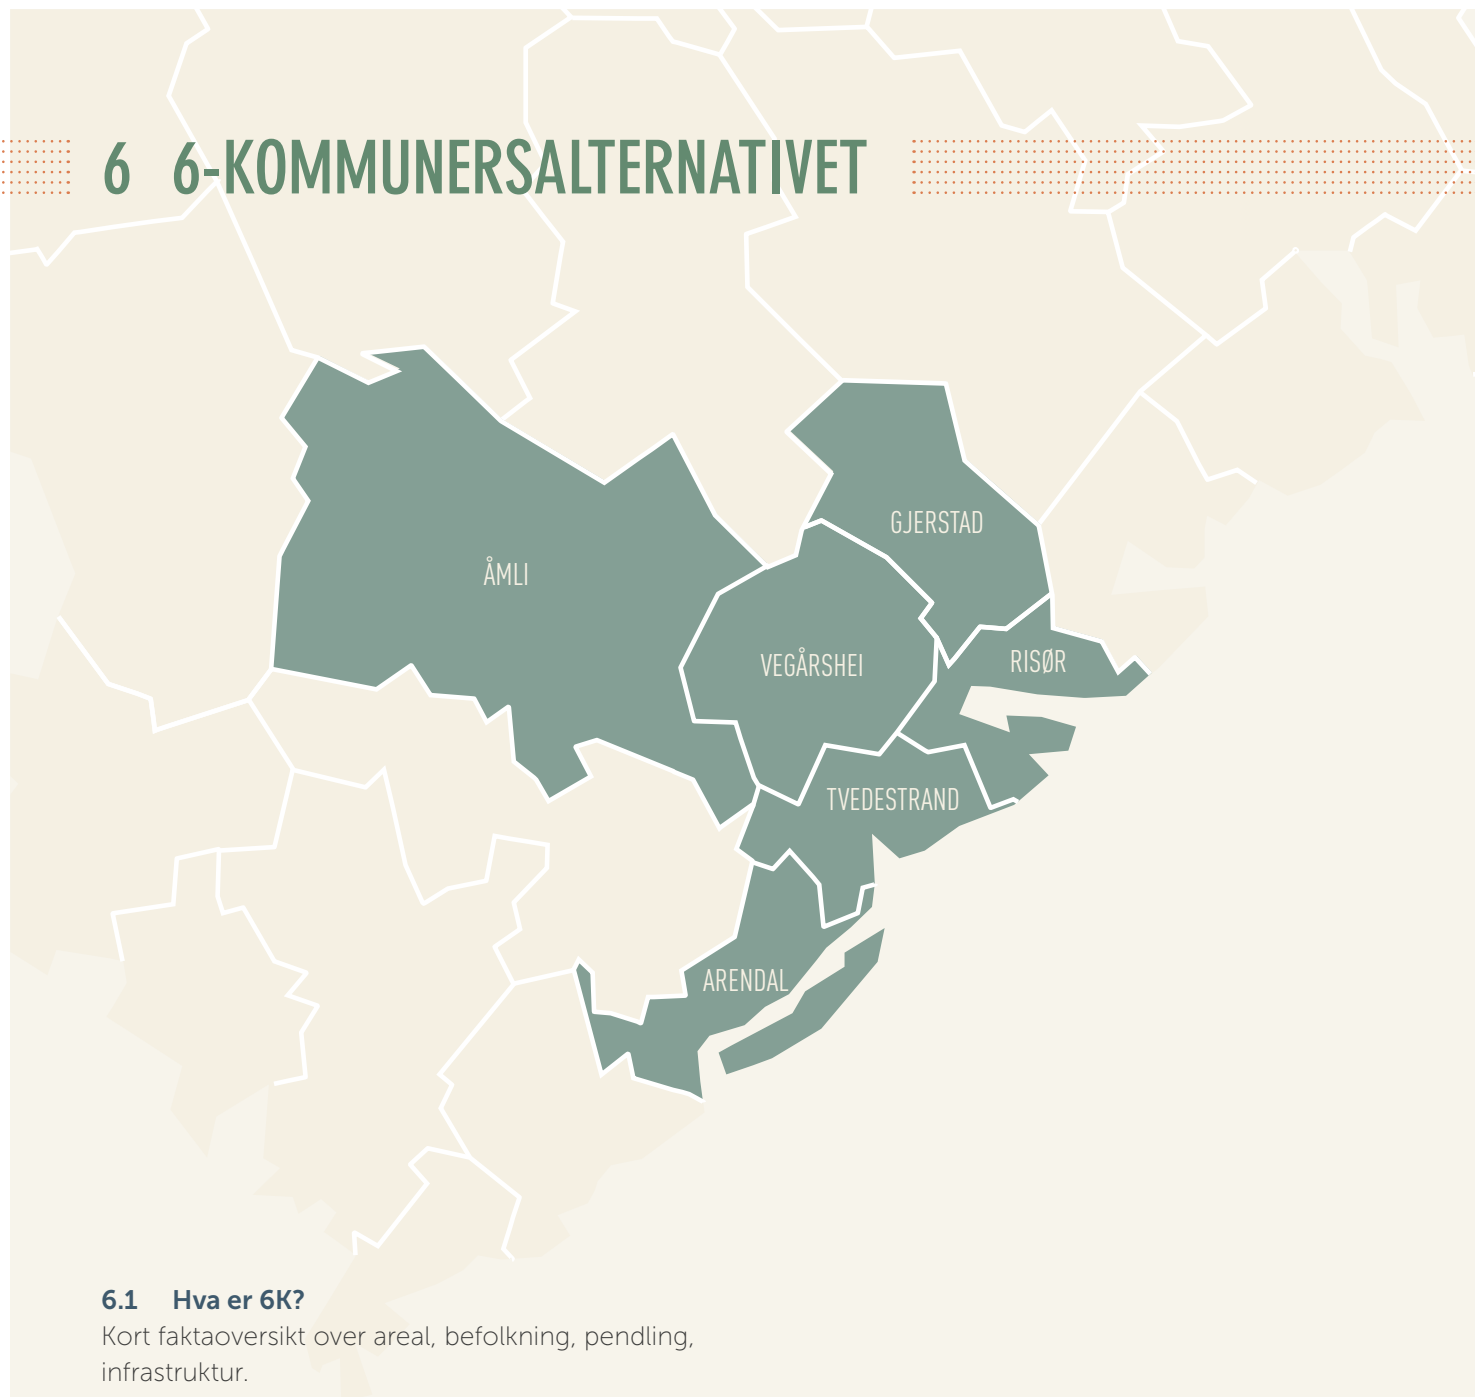 6 6-KOMMUNERSALTERNATIVET
GJERSTAD
ÅMLI
VEGÅRSHEI
RISØR
TVEDESTRAND
ARENDAL
6.1 Hva er 6K?
Kort faktaoversikt over areal, befolkning, pendling,
infrastruktur.